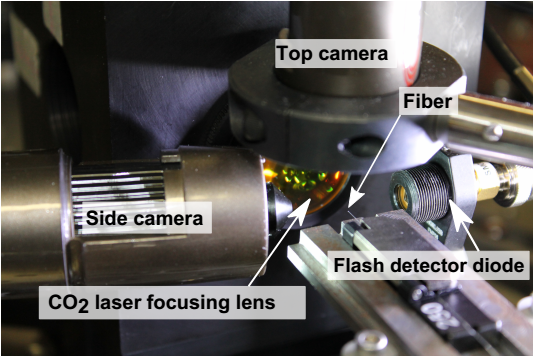 Top camera
Fiber
Side camera
Flash detector diode
CO2 laser focusing lens